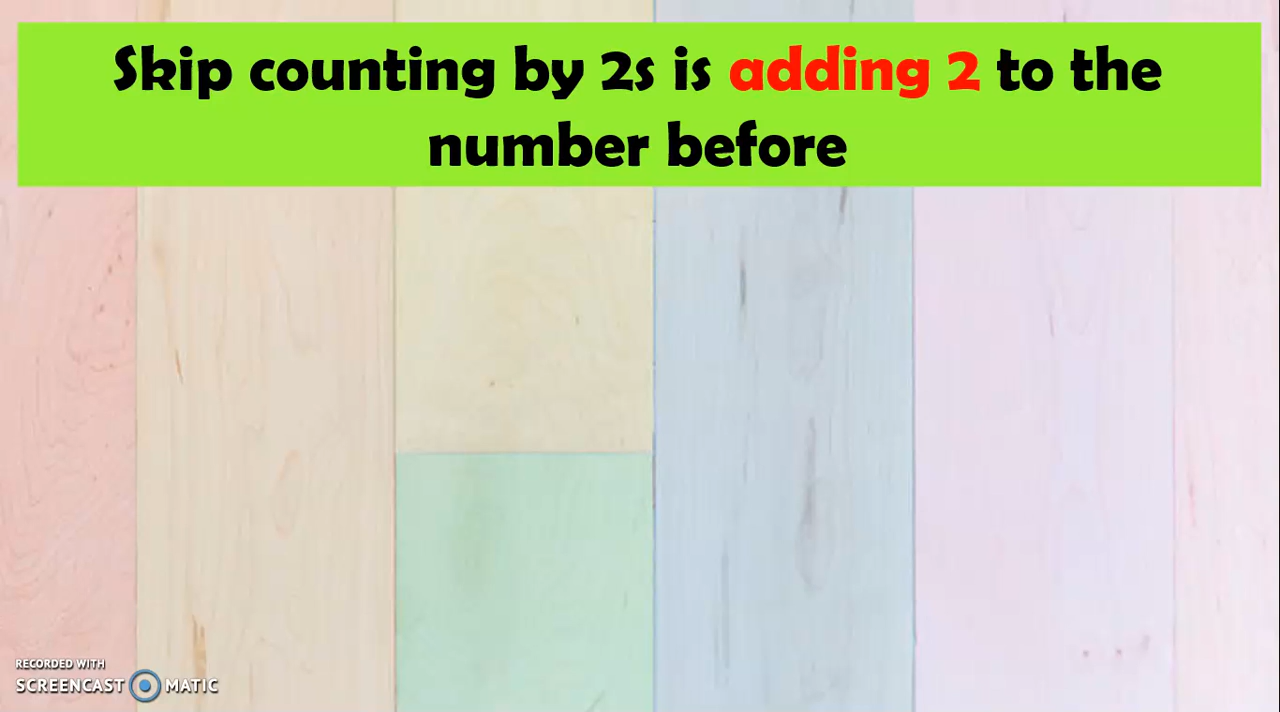 Skip counting by 2s is adding 2 to the
number before
RECORDED WITH
SCREENCAST MATIC